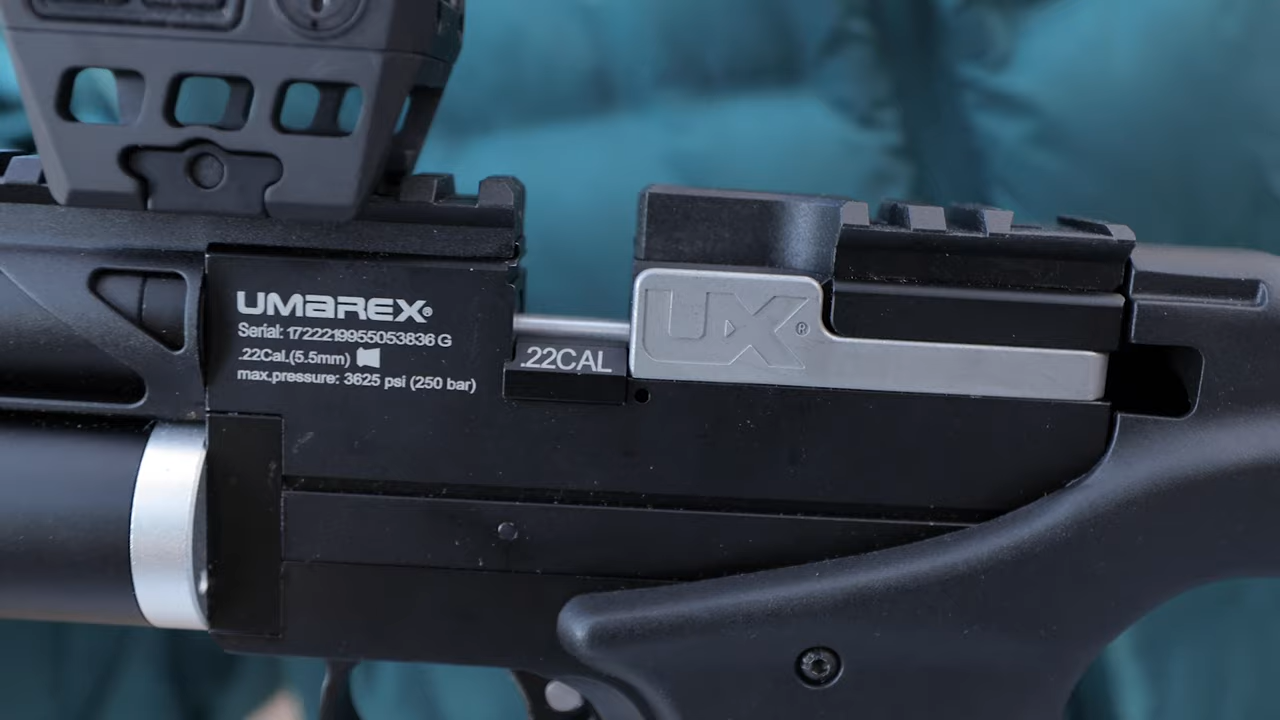 UMAREX®
Serial: 1722219955053836 G
.22Cal.(5.5mm)
max.pressure: 3625 psi (250 bar)
.22CAL
UX®